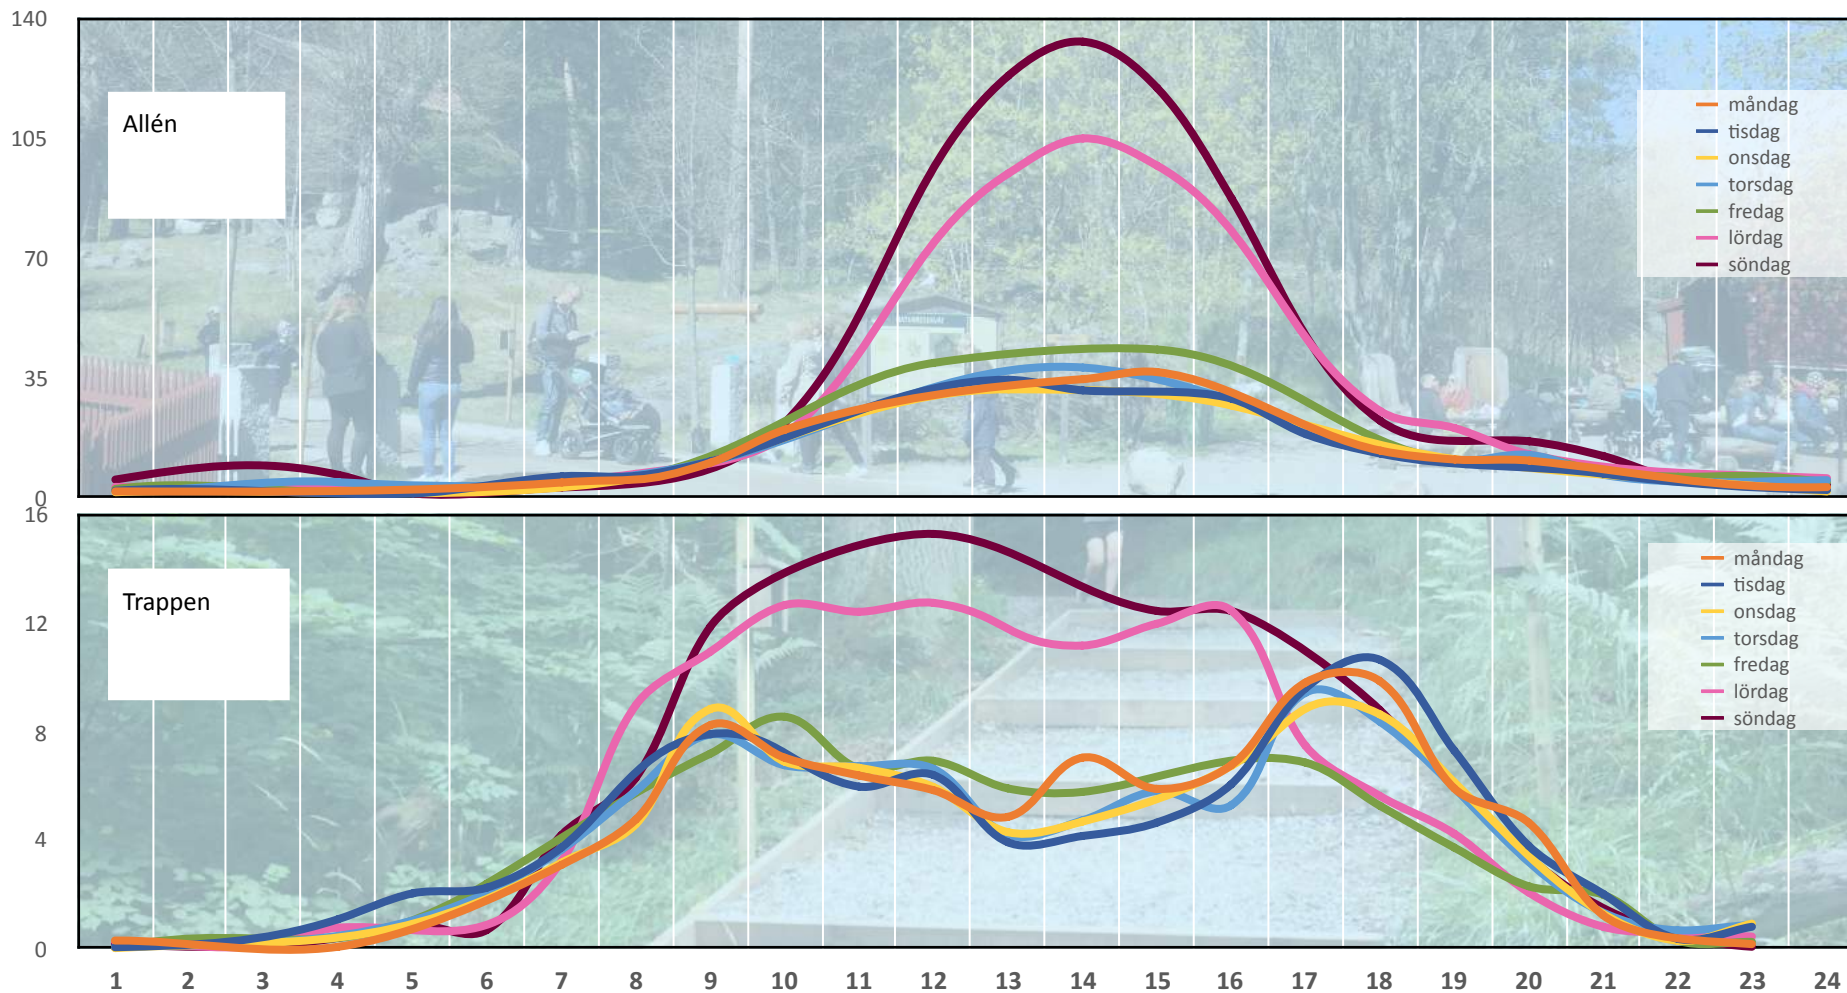 140
105
70
35
0
Allén
måndag
tisdag
onsdag
torsdag
fredag
lördag
söndag
16
12
8
4
0
Trappen
måndag
tisdag
onsdag
torsdag
fredag
lördag
söndag
1 2 3 4 5 6 7 8 9 10 11 12 13 14 15 16 17 18 19 20 21 22 23 24